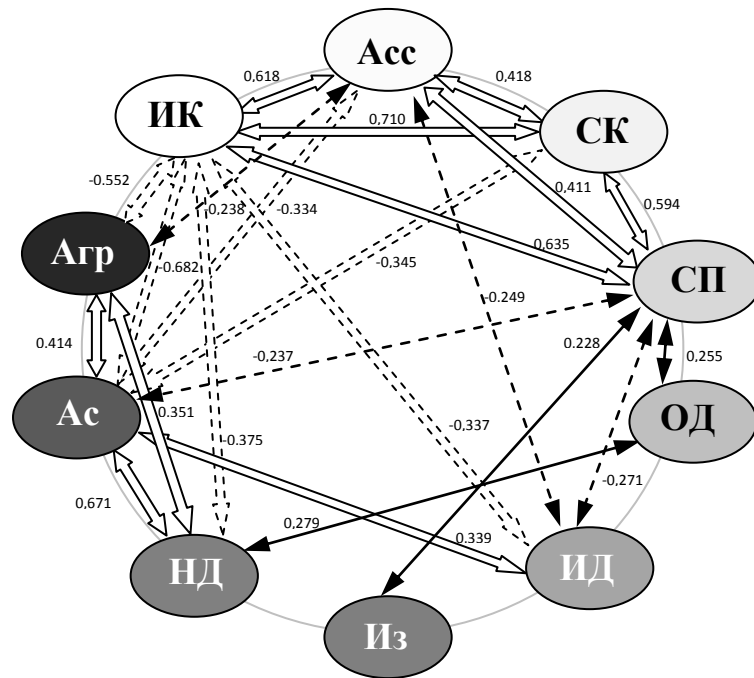 Асс
0,618
0,418
ИК
0,710
СК
-0.552
-0,238
-0.334
0,411
0,594
-0,345
0,635
Агр
-0.682
СП
-0.249
0.414
-0,237
0.228
0,255
Ас
0.351
-0.375
-0,337
ОД
0,671
-0,271
0,279
0.339
НД
ИД
Из